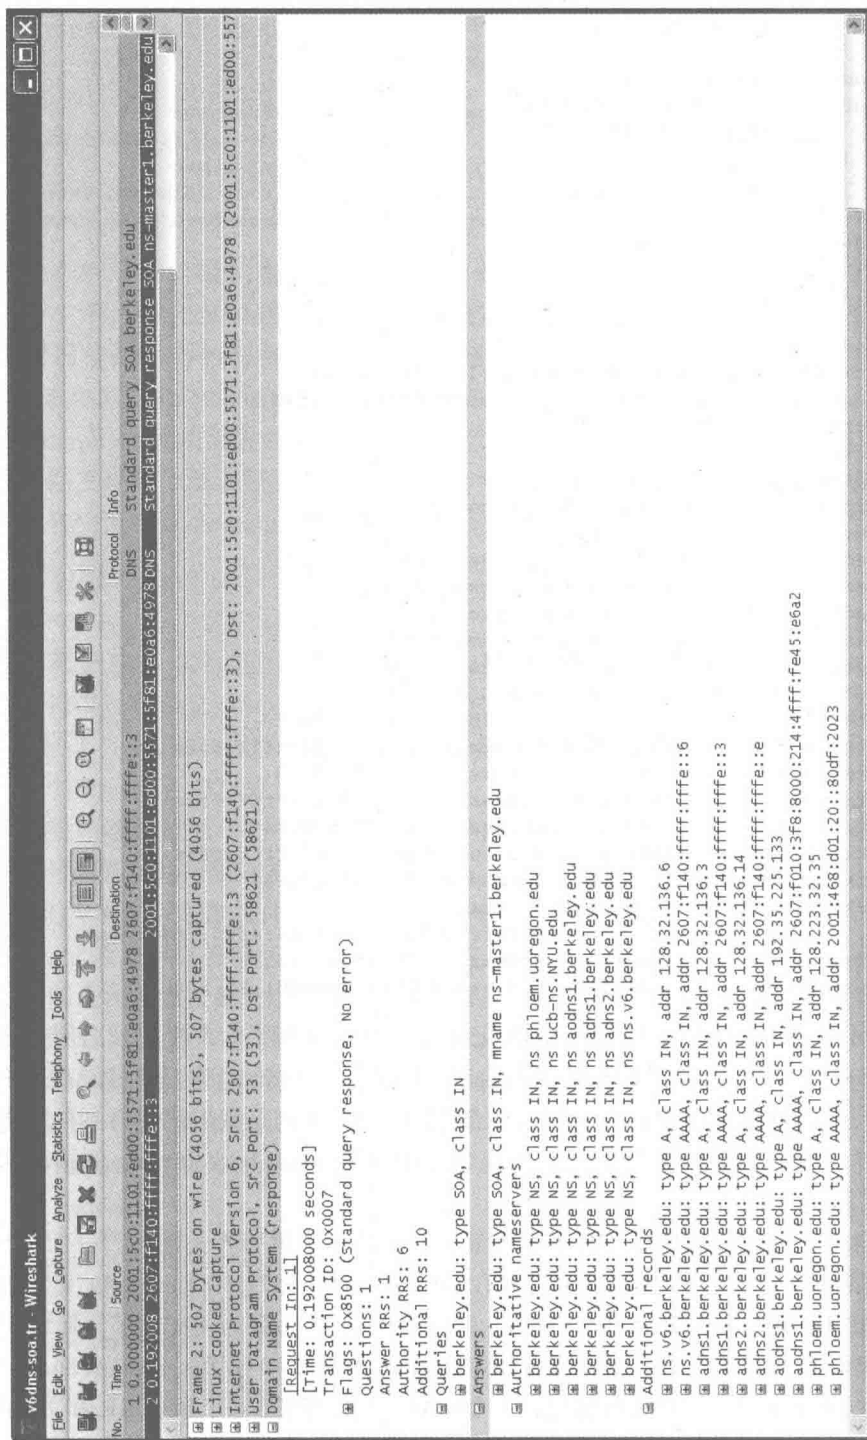 v6dns-soa.tr - Wireshark
File Edit View Go Capture Analyze Statistics Telephony Tools Help
No. Time Source Destination Protocol Info
1 0.000000 2001:5c0:1101:ed00:5571:5f81:e0a6:4978 2607:f140:ffff:fffe::3 DNS Standard query SOA berkeley.edu
2 0.192008 2607:f140:ffff:fffe::3 2001:5c0:1101:ed00:5571:5f81:e0a6:4978 DNS Standard query response SOA ns-master1.berkeley.edu
Frame 2: 507 bytes on wire (4056 bits), 507 bytes captured (4056 bits)
Linux cooked capture
Internet Protocol Version 6, Src: 2607:f140:ffff:fffe::3 (2607:f140:ffff:fffe::3), Dst: 2001:5c0:1101:ed00:5571:5f81:e0a6:4978 (2001:5c0:1101:ed00:557
User Datagram Protocol, Src Port: 53 (53), Dst Port: 58621 (58621)
Domain Name System (response)
[Request In: 1]
[Time: 0.192008000 seconds]
Transaction ID: 0x0007
Flags: 0x8500 (Standard query response, No error)
Questions: 1
Answer RRs: 1
Authority RRs: 6
Additional RRs: 10
Queries
berkeley.edu: type SOA, class IN
Answers
berkeley.edu: type SOA, class IN, mname ns-master1.berkeley.edu
Authoritative nameservers
berkeley.edu: type NS, class IN, ns phloem.uoregon.edu
berkeley.edu: type NS, class IN, ns ucb-ns.NYU.edu
berkeley.edu: type NS, class IN, ns aodns1.berkeley.edu
berkeley.edu: type NS, class IN, ns adns1.berkeley.edu
berkeley.edu: type NS, class IN, ns adns2.berkeley.edu
berkeley.edu: type NS, class IN, ns ns.v6.berkeley.edu
Additional records
ns.v6.berkeley.edu: type A, class IN, addr 128.32.136.6
ns.v6.berkeley.edu: type AAAA, class IN, addr 2607:f140:ffff:fffe::6
adns1.berkeley.edu: type A, class IN, addr 128.32.136.3
adns1.berkeley.edu: type AAAA, class IN, addr 2607:f140:ffff:fffe::3
adns2.berkeley.edu: type A, class IN, addr 128.32.136.14
adns2.berkeley.edu: type AAAA, class IN, addr 2607:f140:ffff:fffe::e
aodns1.berkeley.edu: type A, class IN, addr 192.35.225.133
aodns1.berkeley.edu: type AAAA, class IN, addr 2607:f010:3f8:8000:214:4fff:fe45:e6a2
phloem.uoregon.edu: type A, class IN, addr 128.223.32.35
phloem.uoregon.edu: type AAAA, class IN, addr 2001:468:d01:20::80df:2023